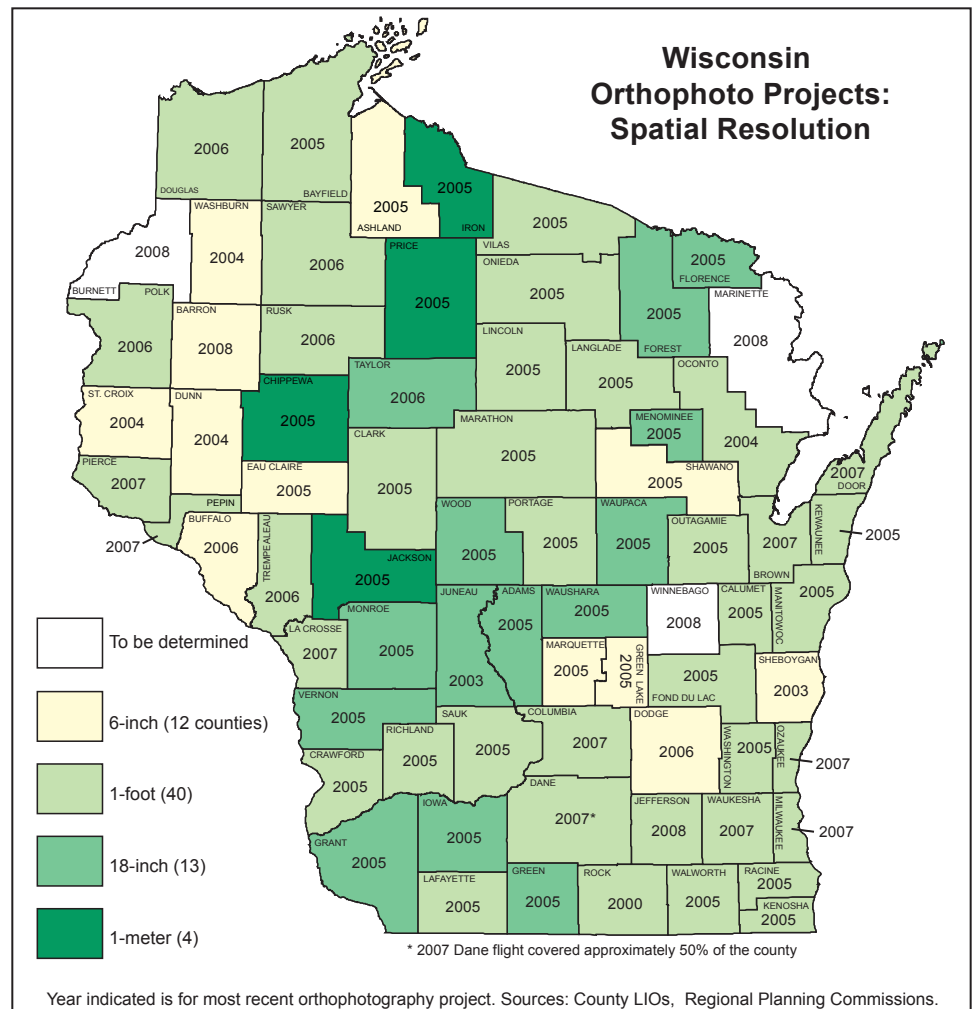 Wisconsin
Orthophoto Projects:
Spatial Resolution
2006
DOUGLAS
2005
BAYFIELD
2005
ASHLAND
2005
IRON
2008
BURNETT
WASHBURN
2004
SAWYER
2006
PRICE
2005
2005
VILAS
ONIEDA
2005
2005
FOREST
2005
FLORENCE
MARINETTE
2008
POLK
2006
BARRON
2008
RUSK
2006
LINCOLN
2005
LANGLADE
2005
OCONTO
2004
TAYLOR
2006
CHIPPEWA
2005
ST. CROIX
2004
DUNN
2004
MENOMINEE
2005
MARATHON
2005
CLARK
2005
SHAWANO
2005
EAU CLAIRE
2005
PIERCE
2007
PEPIN
2007
BUFFALO
2006
TREMPEALEAU
2006
JACKSON
2005
WOOD
2005
PORTAGE
2005
WAUPACA
2005
OUTAGAMIE
2005
2007
BROWN
2007
DOOR
KEWAUNEE
2005
LA CROSSE
2007
MONROE
2005
JUNEAU
2003
ADAMS
2005
WAUSHARA
2005
WINNEBAGO
2008
CALUMET
2005
MANITOWOC
2005
MARQUETTE
2005
GREEN LAKE
2005
2005
FOND DU LAC
SHEBOYGAN
2003
VERNON
2005
CRAWFORD
2005
RICHLAND
2005
SAUK
2005
COLUMBIA
2007
DODGE
2006
WASHINGTON
2005
OZAUKEE
2007
GRANT
2005
IOWA
2005
DANE
2007*
JEFFERSON
2008
WAUKESHA
2007
MILWAUKEE
2007
LAFAYETTE
2005
GREEN
2005
ROCK
2000
WALWORTH
2005
RACINE
2005
KENOSHA
2005
To be determined
6-inch (12 counties)
1-foot (40)
18-inch (13)
1-meter (4)
* 2007 Dane flight covered approximately 50% of the county
Year indicated is for most recent orthophotography project. Sources: County LIOs, Regional Planning Commissions.